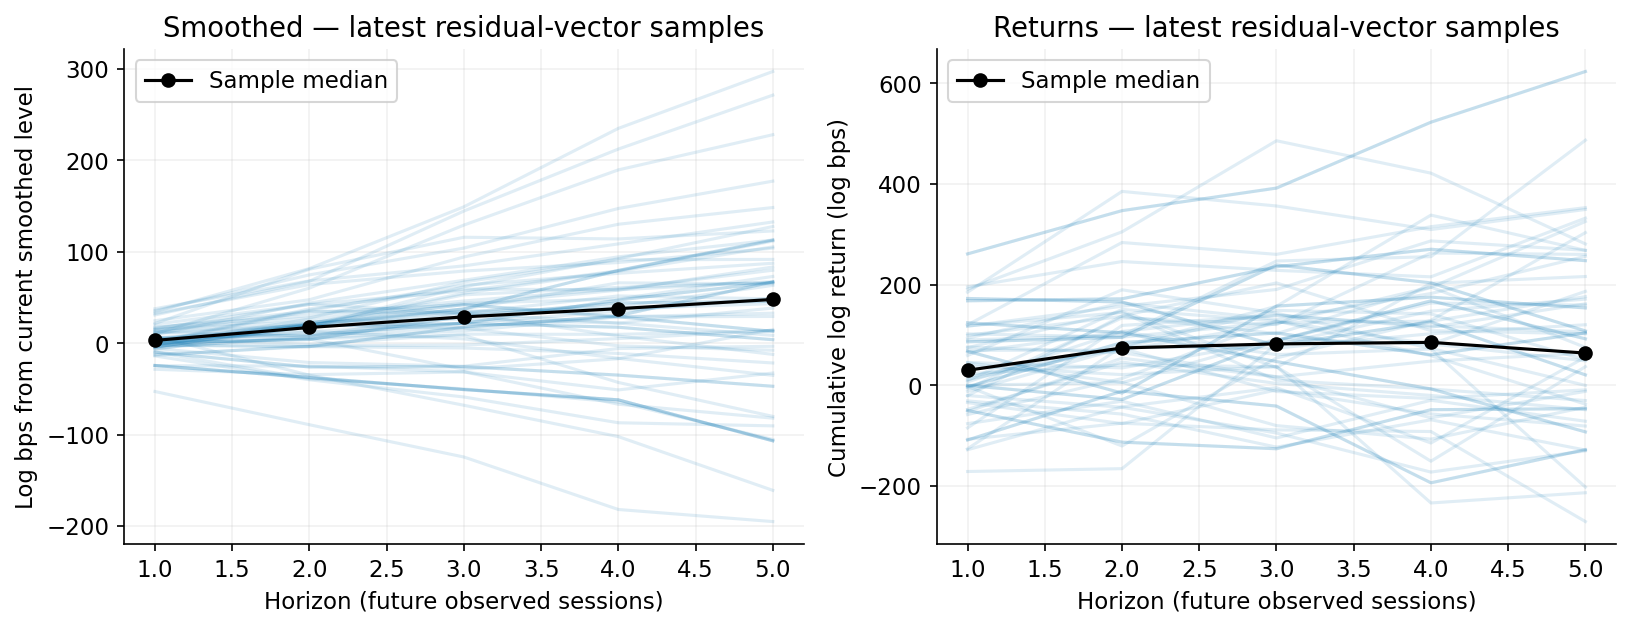 Smoothed — latest residual-vector samples
Log bps from current smoothed level
300
200
100
0
−100
−200
Sample median
1.0 1.5 2.0 2.5 3.0 3.5 4.0 4.5 5.0
Horizon (future observed sessions)
Returns — latest residual-vector samples
Cumulative log return (log bps)
600
400
200
0
−200
Sample median
1.0 1.5 2.0 2.5 3.0 3.5 4.0 4.5 5.0
Horizon (future observed sessions)